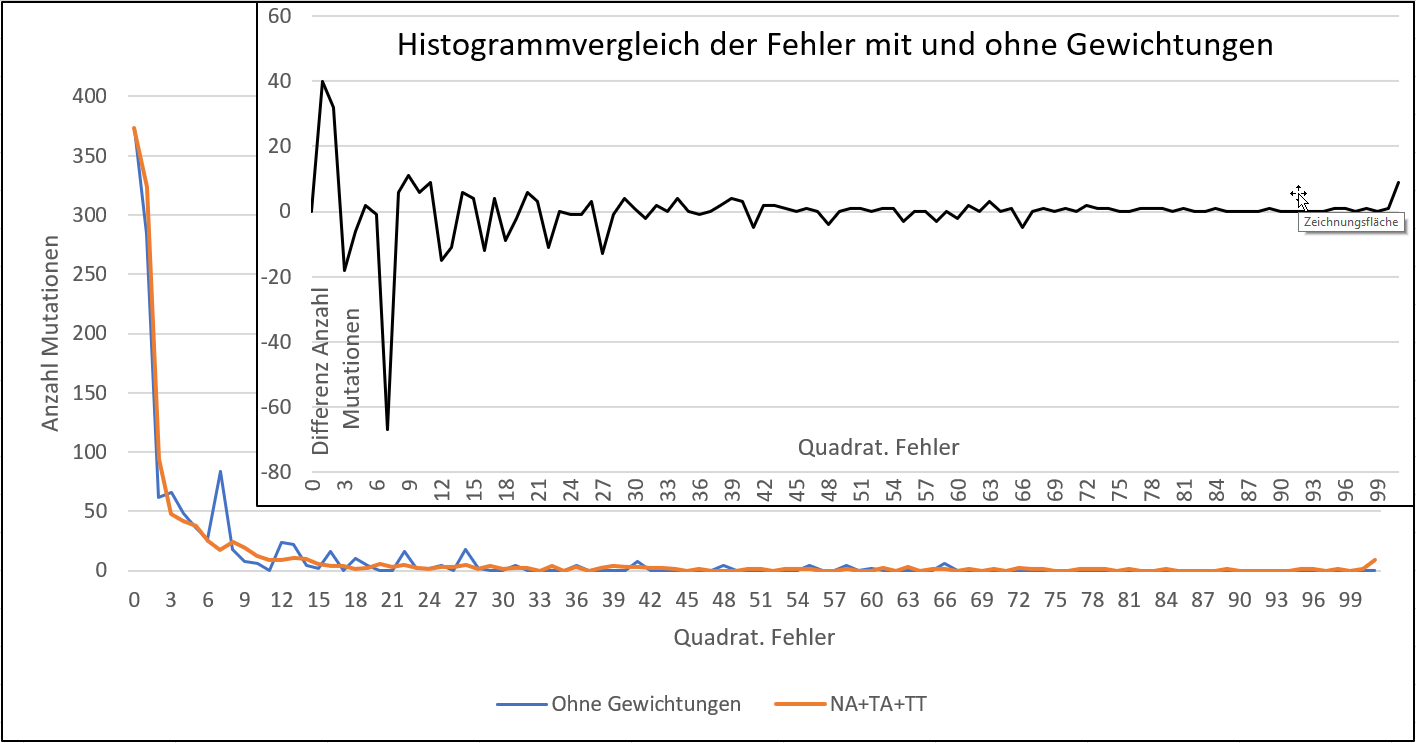 Histogrammvergleich der Fehler mit und ohne Gewichtungen
60
40
20
0
-20
-40
-60
-80
Differenz Anzahl
Mutationen
Quadrat. Fehler
0 3 6 9 12 15 18 21 24 27 30 33 36 39 42 45 48 51 54 57 60 63 66 69 72 75 78 81 84 87 90 93 96 99
Zeichnungsfläche
400
350
300
250
200
150
100
50
0
Anzahl Mutationen
0 3 6 9 12 15 18 21 24 27 30 33 36 39 42 45 48 51 54 57 60 63 66 69 72 75 78 81 84 87 90 93 96 99
Quadrat. Fehler
Ohne Gewichtungen NA+TA+TT